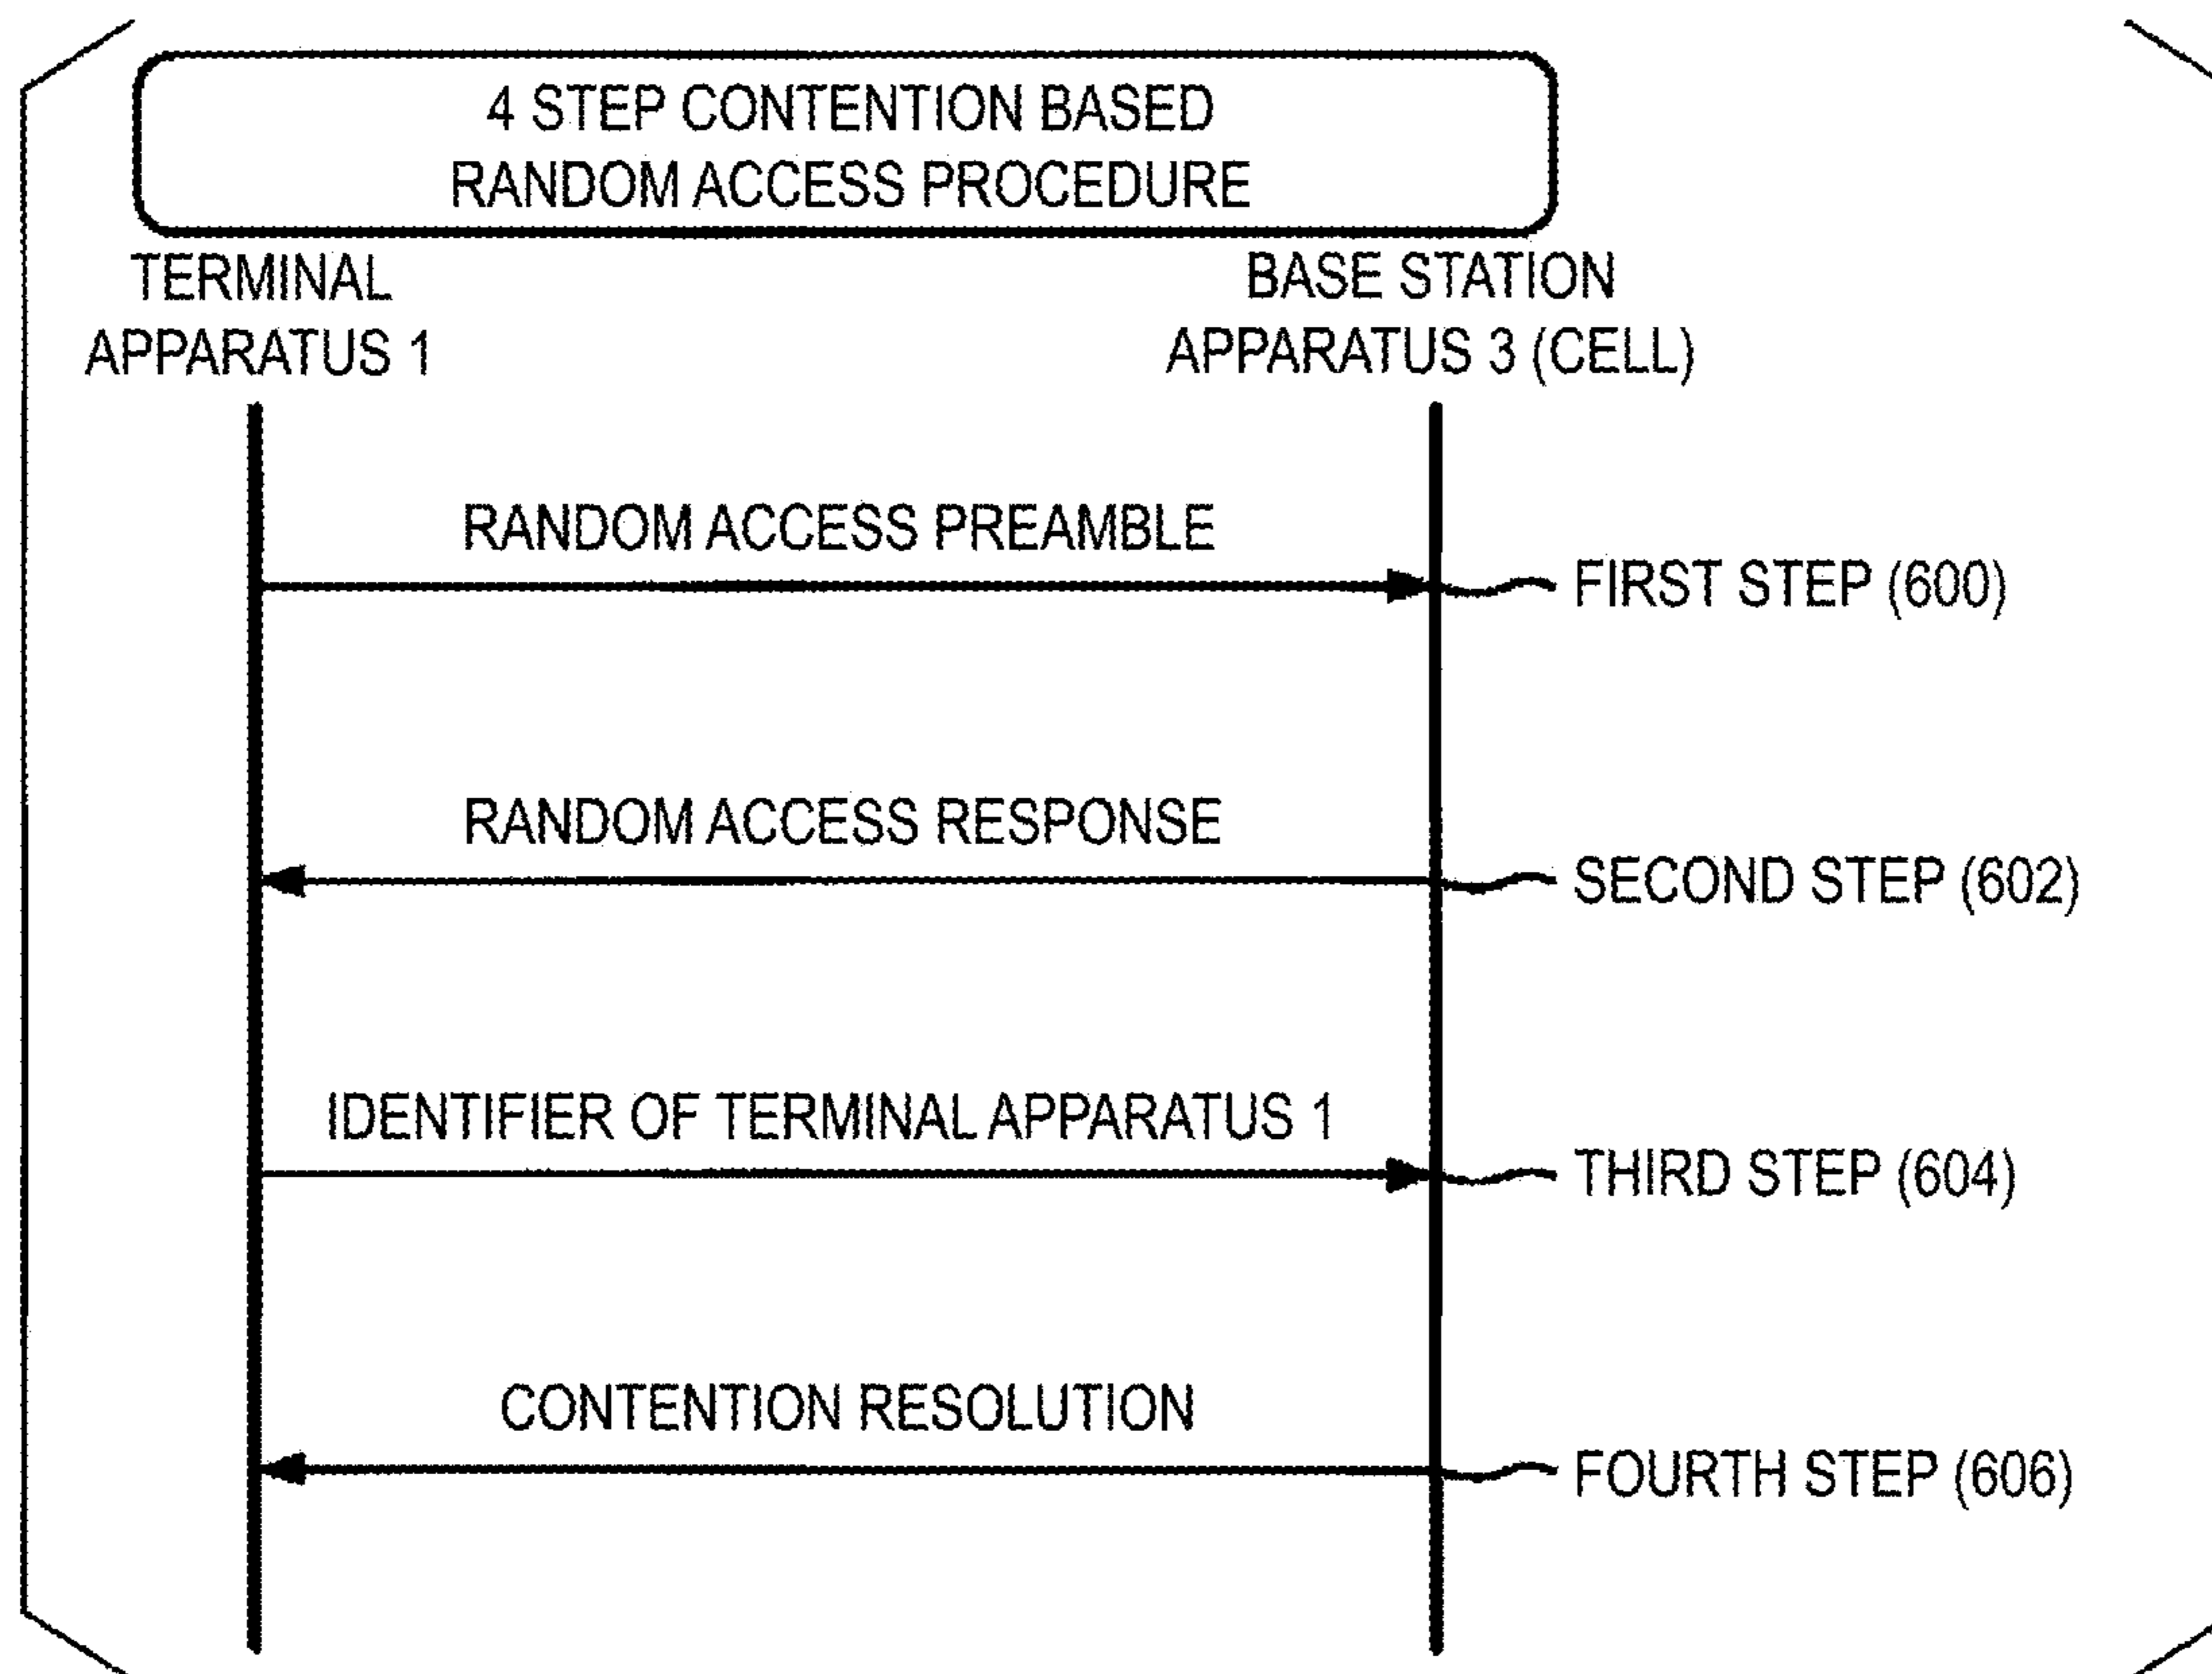 4 STEP CONTENTION BASED
RANDOM ACCESS PROCEDURE
TERMINAL
APPARATUS 1
BASE STATION
APPARATUS 3 (CELL)
RANDOM ACCESS PREAMBLE
FIRST STEP (600)
RANDOM ACCESS RESPONSE
SECOND STEP (602)
IDENTIFIER OF TERMINAL APPARATUS 1
THIRD STEP (604)
CONTENTION RESOLUTION
FOURTH STEP (606)